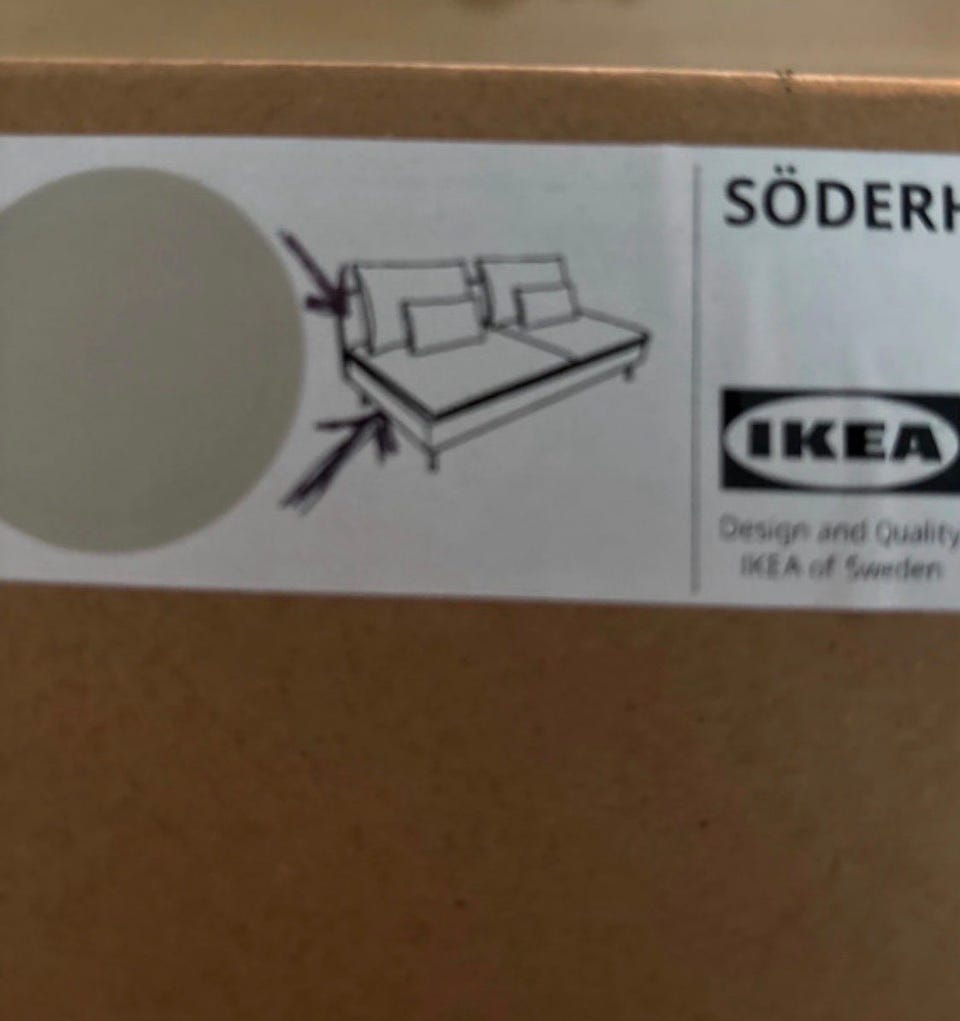 SÖDERH
IKEA
Design and Quality
IKEA of Sweden